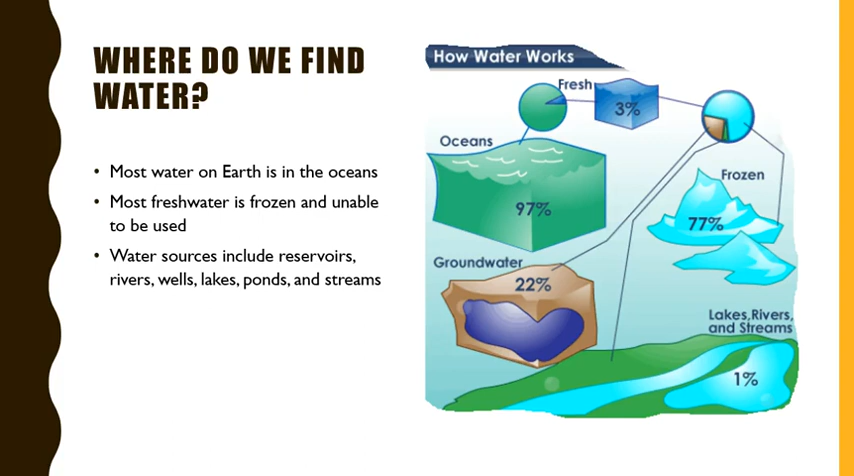 WHERE DO WE FIND
WATER?
• Most water on Earth is in the oceans
• Most freshwater is frozen and unable
to be used
• Water sources include reservoirs,
rivers, wells, lakes, ponds, and streams
How Water Works
Fresh
3%
Oceans
97%
Frozen
77%
Groundwater
22%
Lakes,Rivers,
and Streams
1%